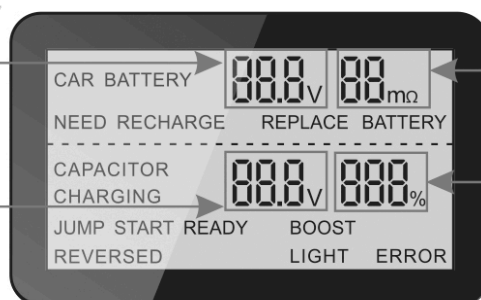 CAR BATTERY 88.8V 88mΩ
NEED RECHARGE REPLACE BATTERY
CAPACITOR
CHARGING 88.8V 888%
JUMP START READY BOOST
REVERSED LIGHT ERROR